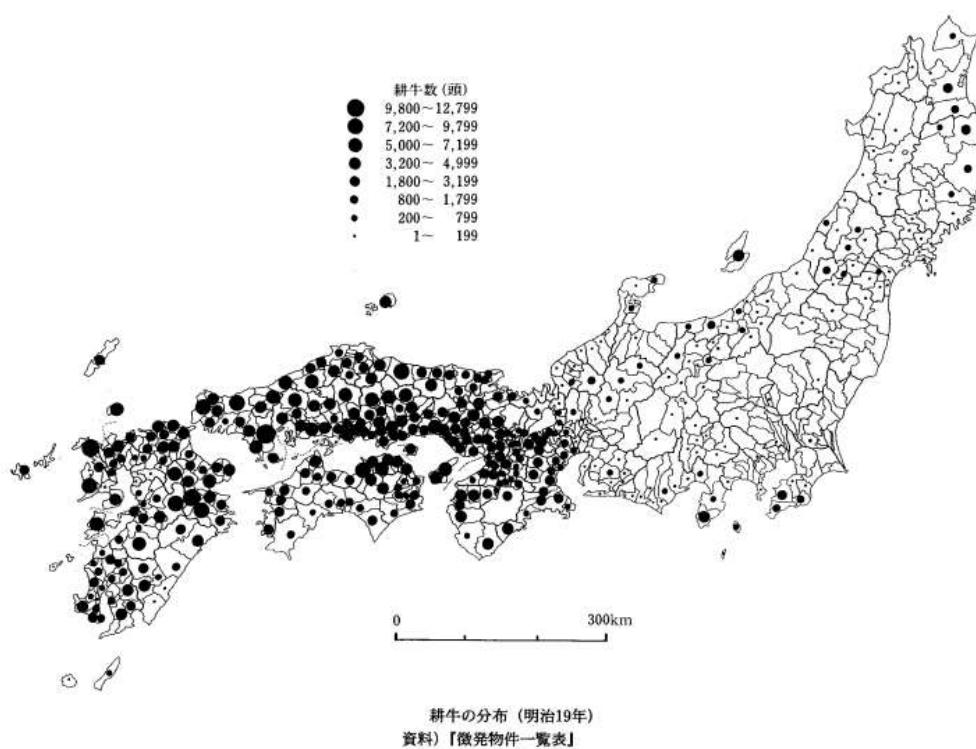 耕牛数(頭)
9,800～12,799
7,200～ 9,799
5,000～ 7,199
3,200～ 4,999
1,800～ 3,199
800～ 1,799
200～ 799
1～ 199
0 300km
耕牛の分布(明治19年)
資料)『徴発物件一覧表』